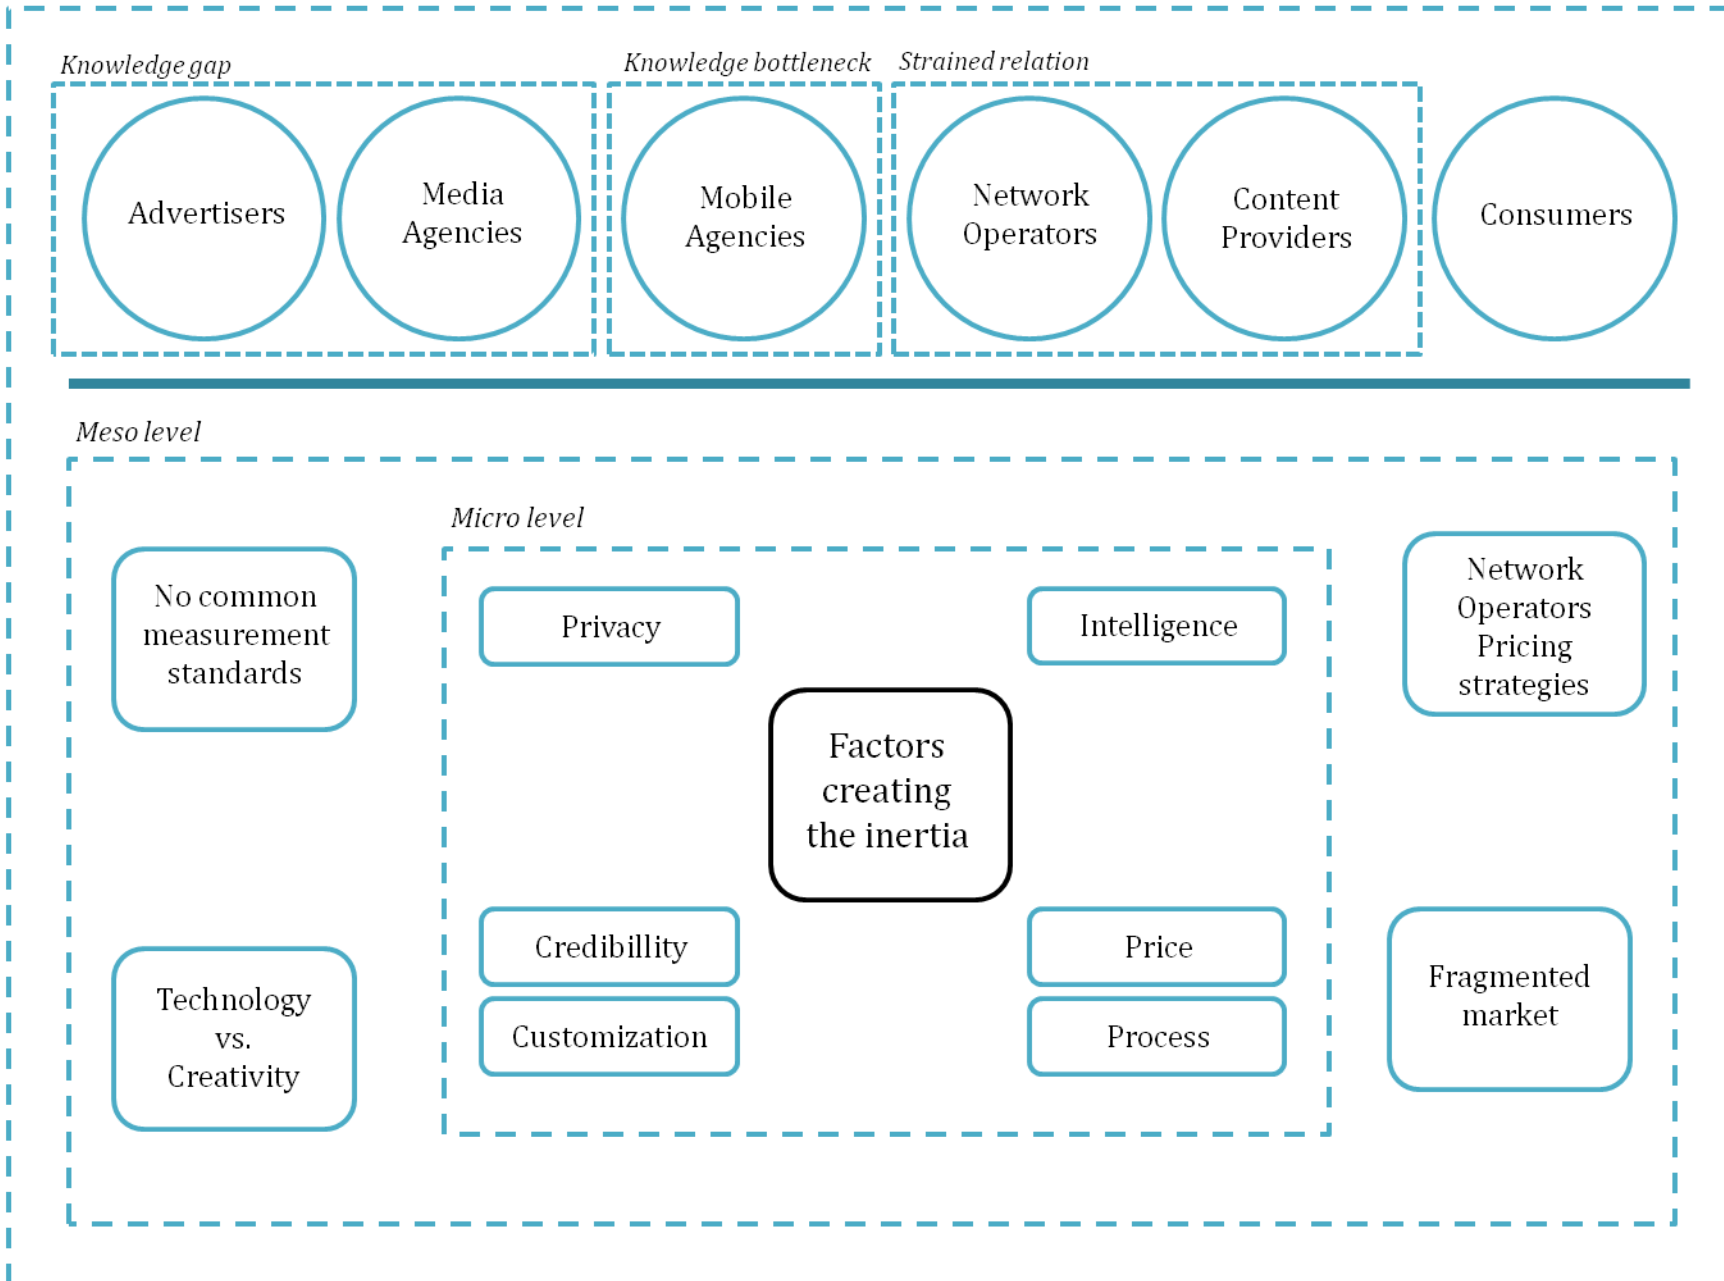 Knowledge gap
Knowledge bottleneck
Strained relation
Advertisers
Media
Agencies
Mobile
Agencies
Network
Operators
Content
Providers
Consumers
Meso level
Micro level
No common
measurement
standards
Privacy
Intelligence
Network
Operators
Pricing
strategies
Factors
creating
the inertia
Technology
vs.
Creativity
Credibillity
Customization
Price
Process
Fragmented
market